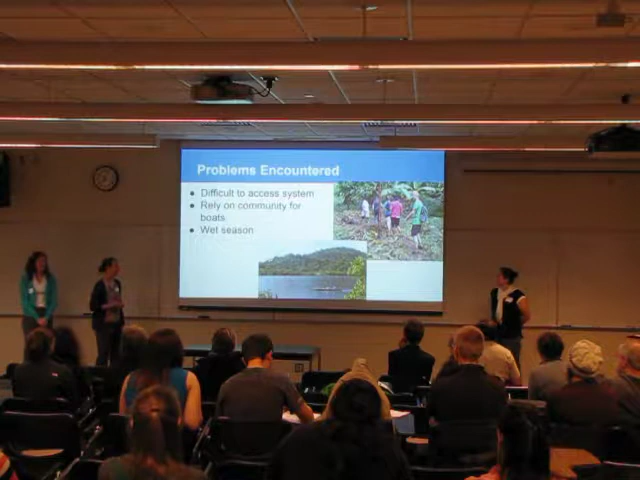 Problems Encountered
● Difficult to access system
● Rely on community for
boats
● Wet season